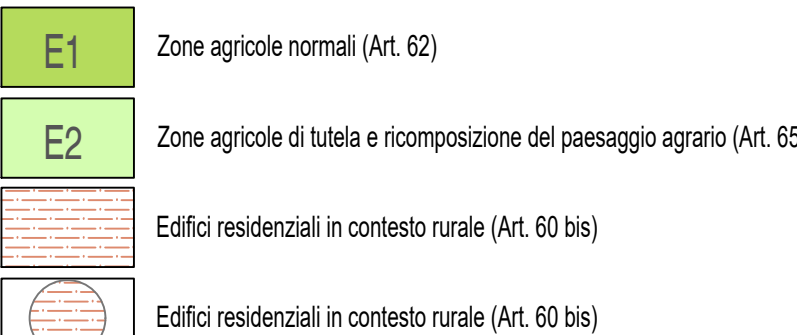 E1 Zone agricole normali (Art. 62)
E2 Zone agricole di tutela e ricomposizione del paesaggio agrario (Art. 65
Edifici residenziali in contesto rurale (Art. 60 bis)
Edifici residenziali in contesto rurale (Art. 60 bis)